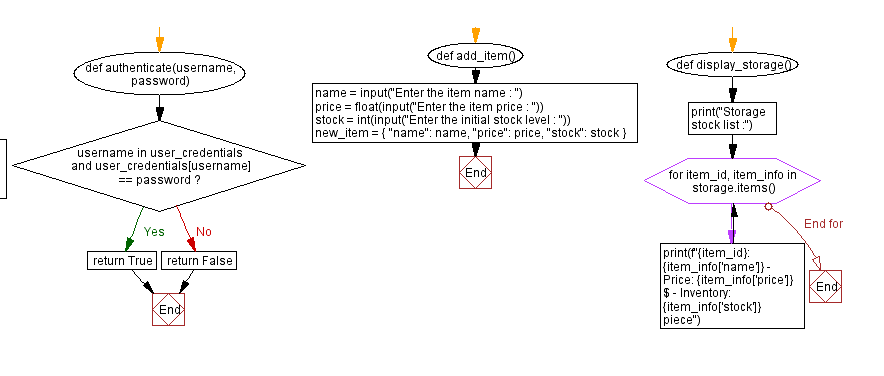 def authenticate(username,
password)
username in user_credentials
and user_credentials[username]
== password ?
Yes
No
return True
return False
End
def add_item()
name = input("Enter the item name : ")
price = float(input("Enter the item price : "))
stock = int(input("Enter the initial stock level : "))
new_item = { "name": name, "price": price, "stock": stock }
End
def display_storage()
print("Storage
stock list :")
for item_id, item_info in
storage.items()
End for
print(f"{item_id}:
{item_info['name']} -
Price: {item_info['price']}
$ - Inventory:
{item_info['stock']}
piece")
End